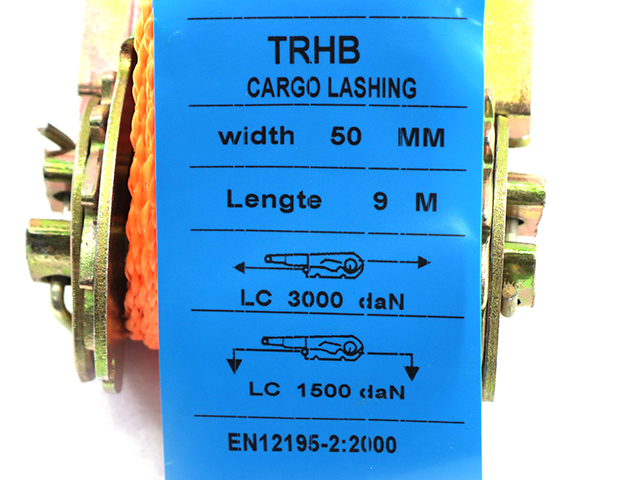 TRHB
CARGO LASHING
width 50 MM
Lengte 9 M
LC 3000 daN
LC 1500 daN
EN12195-2:2000